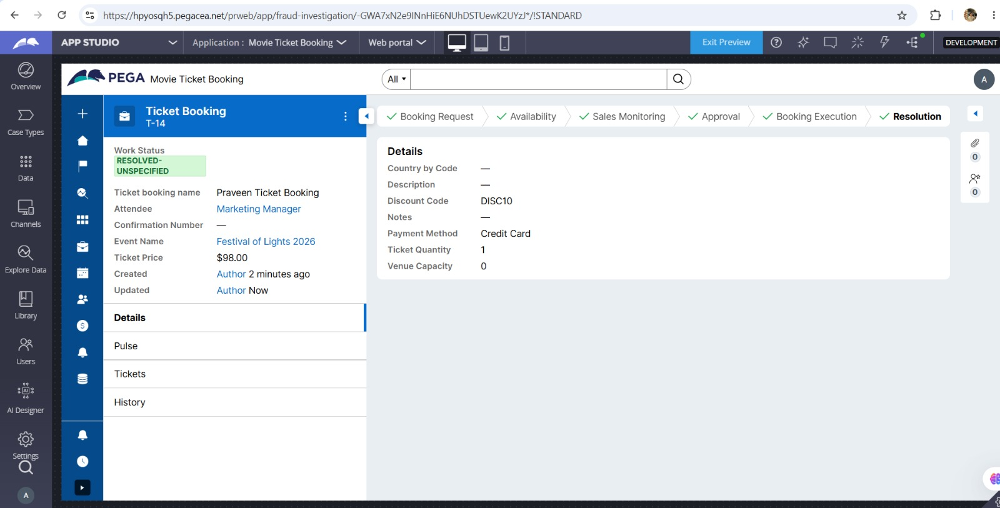 https://hpyosqh5.pegacea.net/prweb/app/fraud-investigation/-GWA7xN2e9INnHiE6NUhDSTUewK2UYzJ*/!STANDARD
APP STUDIO
Application : Movie Ticket Booking
Web portal
Exit Preview
DEVELOPMENT
Overview
Case Types
Data
Channels
Explore Data
Library
Users
AI
AI Designer
Settings
A
PEGA Movie Ticket Booking
All
A
Ticket Booking
T-14
Work Status
RESOLVED-
UNSPECIFIED
Ticket booking name Praveen Ticket Booking
Attendee Marketing Manager
Confirmation Number —
Event Name Festival of Lights 2026
Ticket Price $98.00
Created Author 2 minutes ago
Updated Author Now
Details
Pulse
Tickets
History
Booking Request
Availability
Sales Monitoring
Approval
Booking Execution
Resolution
Details
Country by Code —
Description —
Discount Code DISC10
Notes —
Payment Method Credit Card
Ticket Quantity 1
Venue Capacity 0
0
0